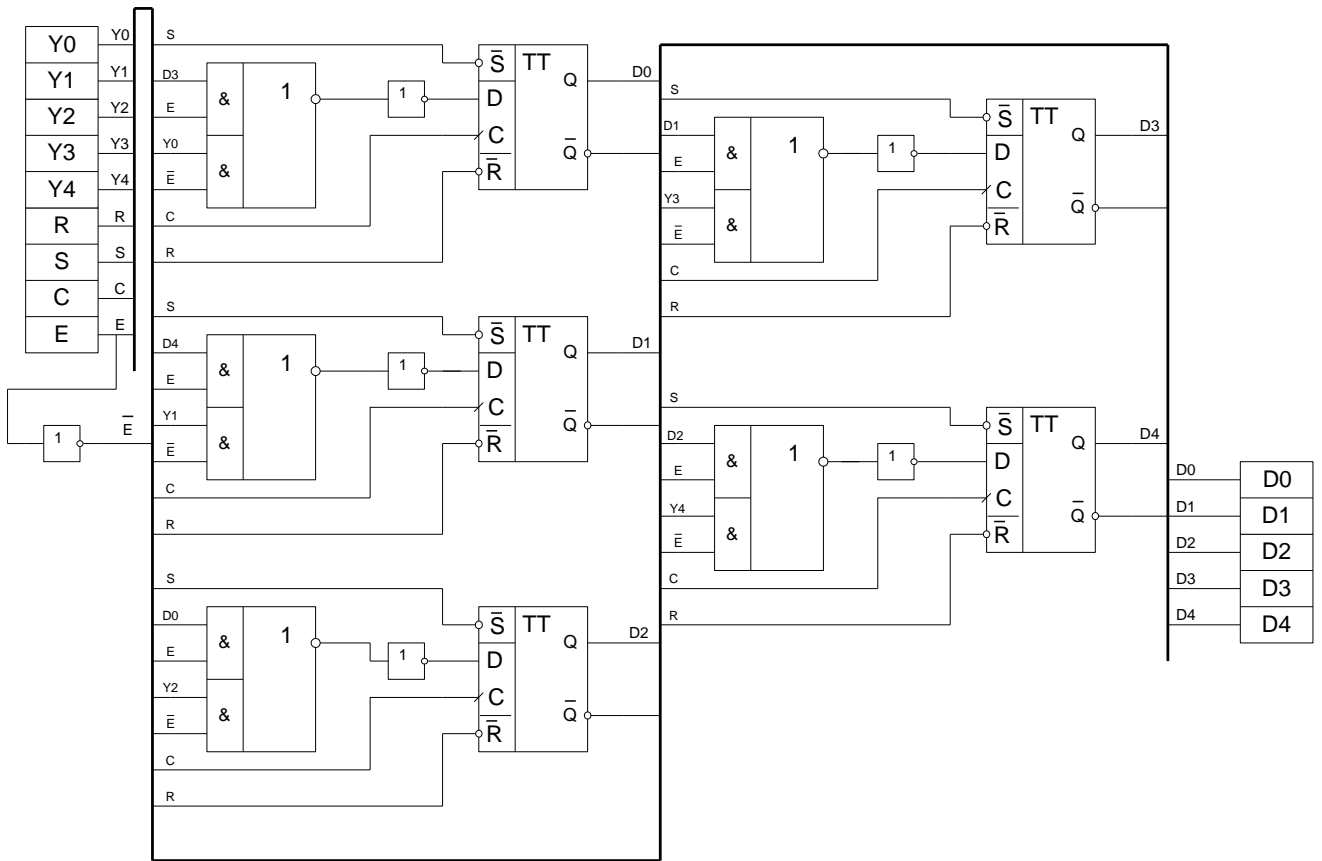 Y0 Y0
Y1 Y1
Y2 Y2
Y3 Y3
Y4 Y4
R R
S S
C C
E E
1 E̅
S
D3
E
Y0
E̅
C
R
& 1
&
1
S̅ TT
D Q
C
R̅ Q̅
D0
S
D4
E
Y1
E̅
C
R
& 1
&
1
S̅ TT
D Q
C
R̅ Q̅
D1
S
D0
E
Y2
E̅
C
R
& 1
&
1
S̅ TT
D Q
C
R̅ Q̅
D2
S
D1
E
Y3
E̅
C
R
& 1
&
1
S̅ TT
D Q
C
R̅ Q̅
D3
S
D2
E
Y4
E̅
C
R
& 1
&
1
S̅ TT
D Q
C
R̅ Q̅
D4
D0 D0
D1 D1
D2 D2
D3 D3
D4 D4